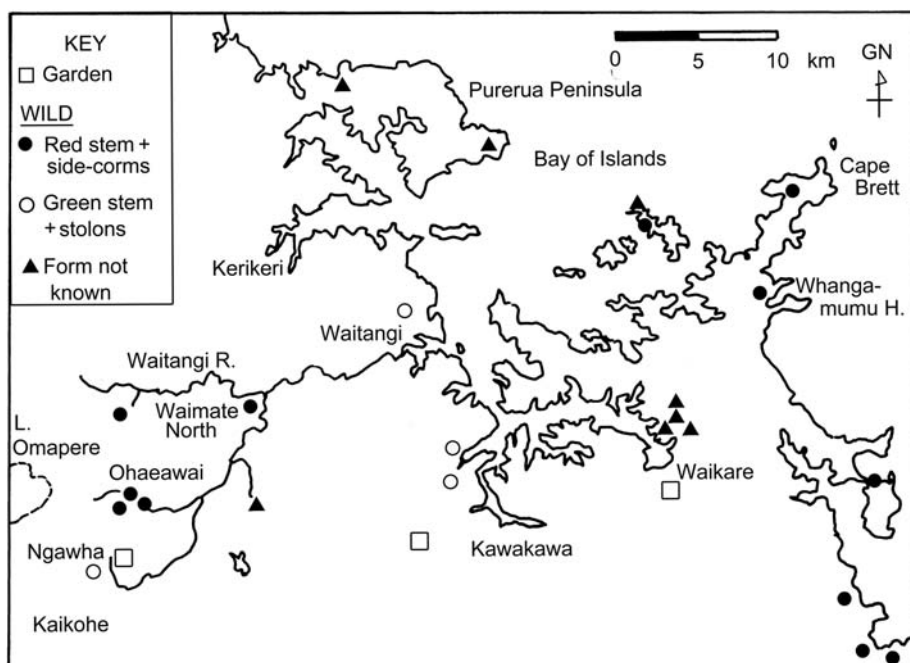 KEY
Garden
WILD
Red stem +
side-corms
Green stem
+ stolons
Form not
known
0 5 10 km
GN
Purerua Peninsula
Bay of Islands
Cape
Brett
Kerikeri
Whanga-
mumu H.
Waitangi
Waitangi R.
Waimate
North
L.
Omapere
Ohaeawai
Waikare
Ngawha
Kawakawa
Kaikohe